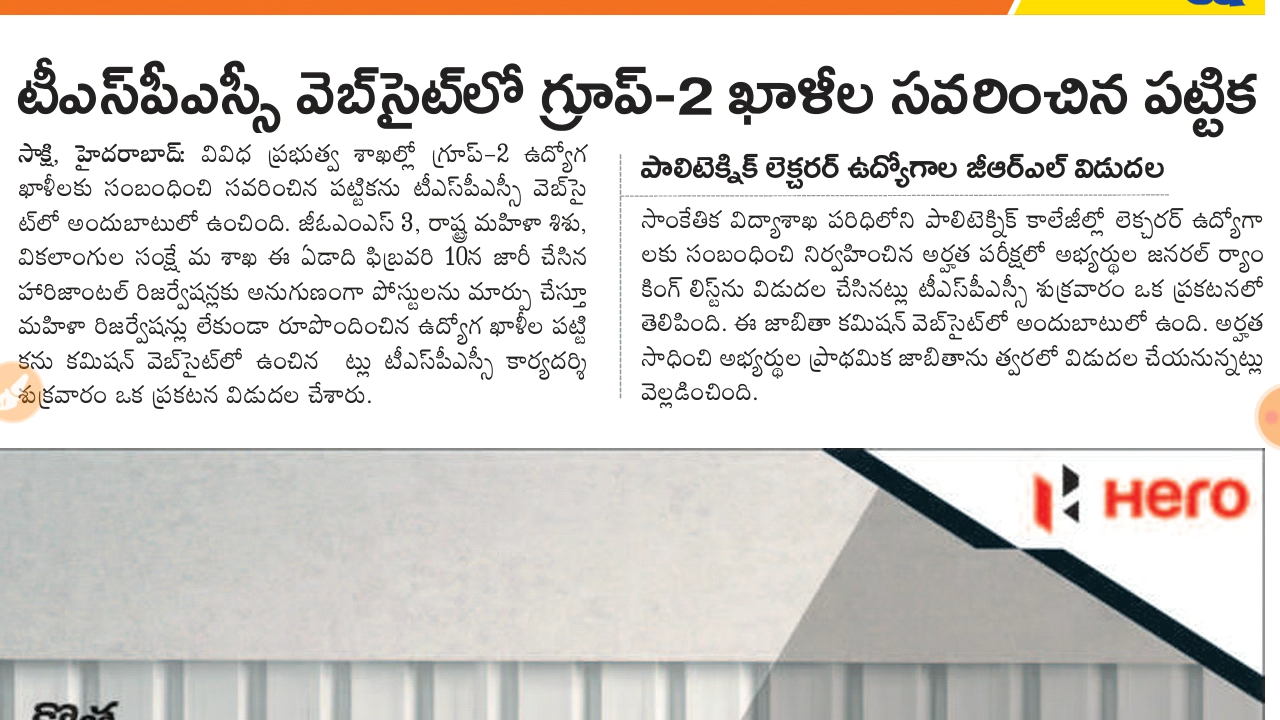 టీఎస్‌పీఎస్సీ వెబ్‌సైట్‌లో గ్రూప్-2 ఖాళీల సవరించిన పట్టిక
సాక్షి, హైదరాబాద్: వివిధ ప్రభుత్వ శాఖల్లో గ్రూప్-2 ఉద్యోగ
ఖాళీలకు సంబంధించి సవరించిన పట్టికను టీఎస్‌పీఎస్సీ వెబ్‌సై
ట్‌లో అందుబాటులో ఉంచింది. జీఓఎంఎస్ 3, రాష్ట్ర మహిళా శిశు,
వికలాంగుల సంక్షే మ శాఖ ఈ ఏడాది ఫిబ్రవరి 10న జారీ చేసిన
హారిజాంటల్ రిజర్వేషన్లకు అనుగుణంగా పోస్టులను మార్పు చేస్తూ
మహిళా రిజర్వేషన్లు లేకుండా రూపొందించిన ఉద్యోగ ఖాళీల పట్టి
కను కమిషన్ వెబ్‌సైట్‌లో ఉంచిన ట్లు టీఎస్‌పీఎస్సీ కార్యదర్శి
శుక్రవారం ఒక ప్రకటన విడుదల చేశారు.
పాలిటెక్నిక్ లెక్చరర్ ఉద్యోగాల జీఆర్ఎల్ విడుదల
సాంకేతిక విద్యాశాఖ పరిధిలోని పాలిటెక్నిక్ కాలేజీల్లో లెక్చరర్ ఉద్యోగా
లకు సంబంధించి నిర్వహించిన అర్హత పరీక్షలో అభ్యర్థుల జనరల్ ర్యాం
కింగ్ లిస్ట్‌ను విడుదల చేసినట్లు టీఎస్‌పీఎస్సీ శుక్రవారం ఒక ప్రకటనలో
తెలిపింది. ఈ జాబితా కమిషన్ వెబ్‌సైట్‌లో అందుబాటులో ఉంది. అర్హత
సాధించి అభ్యర్థుల ప్రాథమిక జాబితాను త్వరలో విడుదల చేయనున్నట్లు
వెల్లడించింది.
Hero